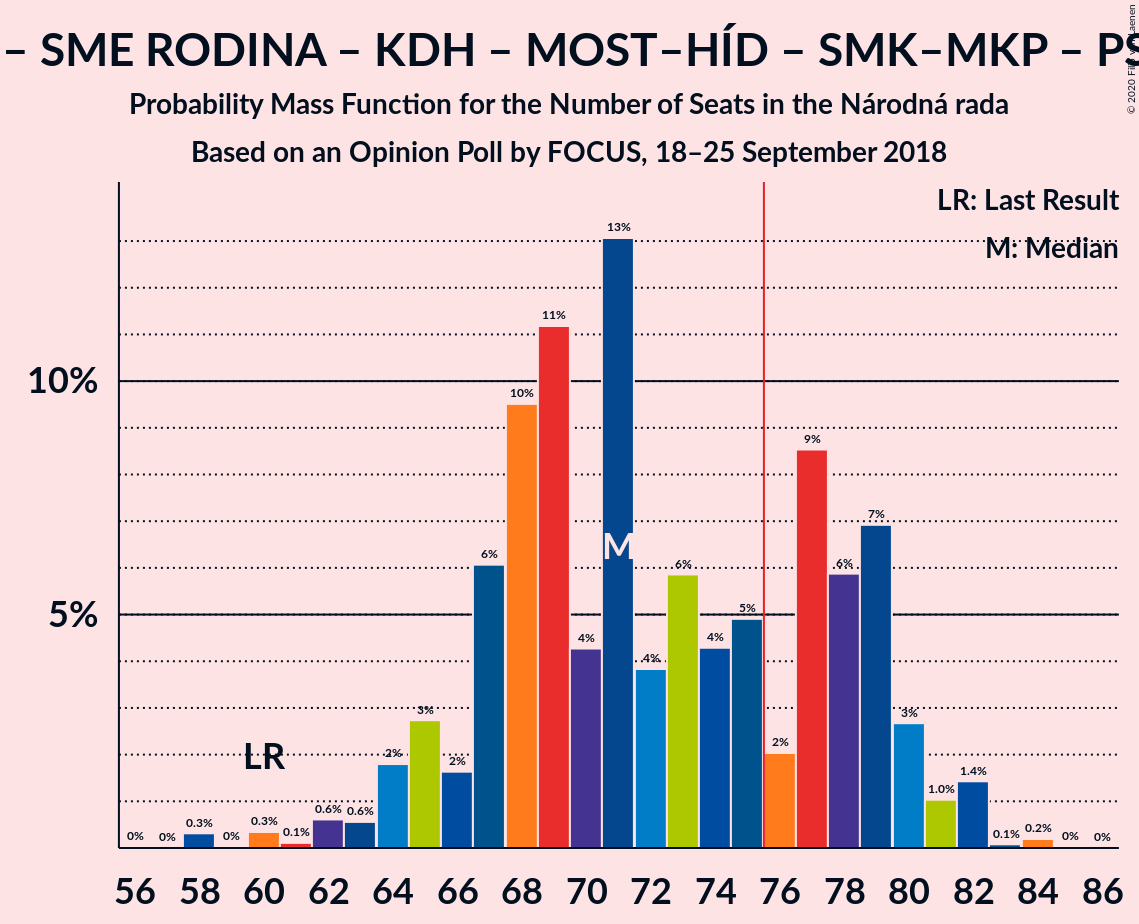 – SME RODINA – KDH – MOST–HÍD – SMK–MKP – PS
Probability Mass Function for the Number of Seats in the Národná rada
Based on an Opinion Poll by FOCUS, 18–25 September 2018
© 2020
LR: Last Result
M: Median
10%
5%
0% 0% 0.3% 0% 0.3% 0.1% 0.6% 0.6% 2% 3% 2% 6% 10% 11% 4% 13% 4% 6% 4% 5% 2% 9% 6% 7% 3% 1.0% 1.4% 0.1% 0.2% 0% 0%
LR
M
56 58 60 62 64 66 68 70 72 74 76 78 80 82 84 86